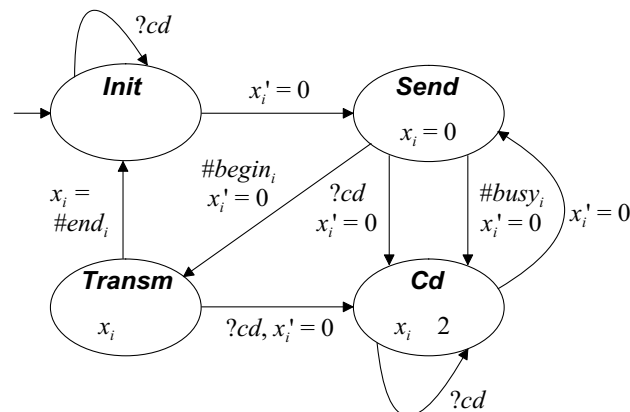 ?cd
Init
x_i' = 0
Send
x_i = 0
#begin_i
x_i' = 0
?cd
x_i' = 0
#busy_i
x_i' = 0
x_i' = 0
x_i =
#end_i
Transm
x_i
?cd, x_i' = 0
Cd
x_i 2
?cd